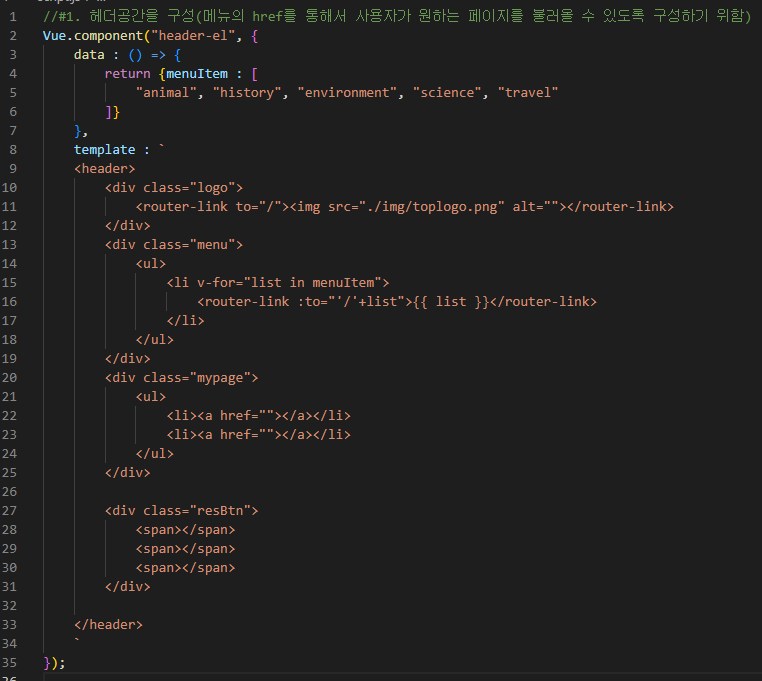 1 //#1. 헤더공간을 구성(메뉴의 href를 통해서 사용자가 원하는 페이지를 불러올 수 있도록 구성하기 위함)
2 Vue.component("header-el", {
3     data : () => {
4         return {menuItem : [
5             "animal", "history", "environment", "science", "travel"
6         ]}
7     },
8     template : `
9     <header>
10         <div class="logo">
11             <router-link to="/"><img src="./img/toplogo.png" alt=""></router-link>
12         </div>
13         <div class="menu">
14             <ul>
15                 <li v-for="list in menuItem">
16                     <router-link :to="'/'+list">{{ list }}</router-link>
17                 </li>
18             </ul>
19         </div>
20         <div class="mypage">
21             <ul>
22                 <li><a href=""></a></li>
23                 <li><a href=""></a></li>
24             </ul>
25         </div>
26
27         <div class="resBtn">
28             <span></span>
29             <span></span>
30             <span></span>
31         </div>
32
33     </header>
34     `
35 });